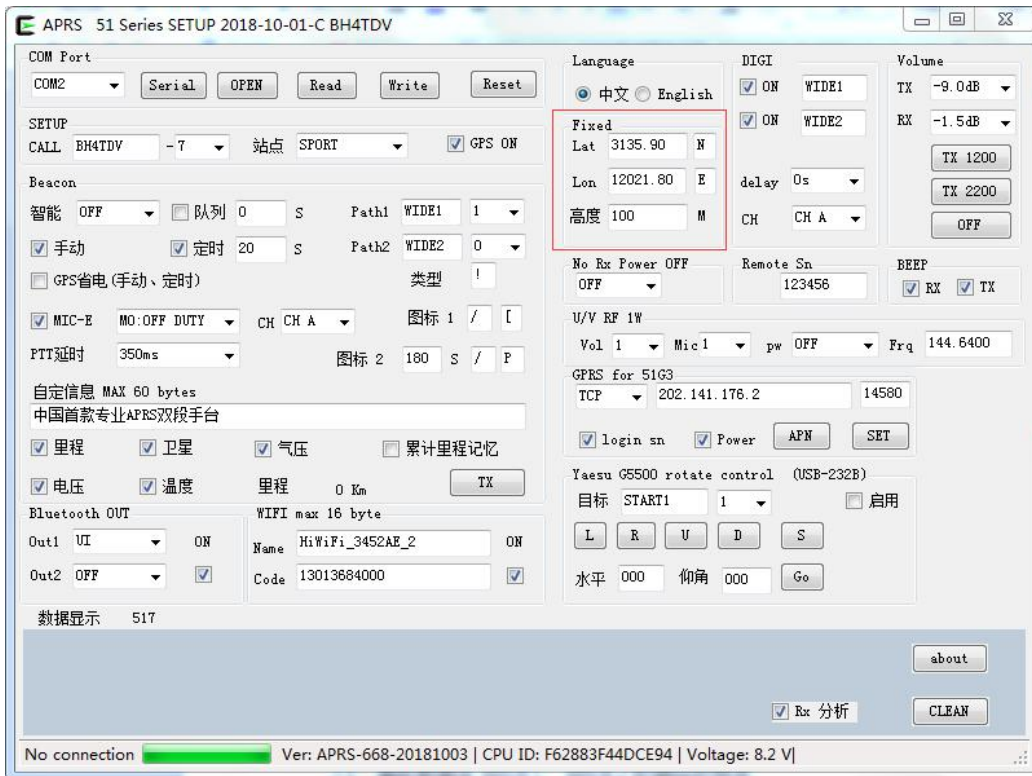 APRS 51 Series SETUP 2018-10-01-C BH4TDV
COM Port
COM2 Serial OPEN Read Write Reset
SETUP
CALL BH4TDV -7 站点 SPORT GPS ON
Beacon
智能 OFF 队列 0 S Path1 WIDE1 1
手动 定时 20 S Path2 WIDE2 0
GPS省电(手动、定时) 类型 !
MIC-E MO:OFF DUTY CH CH A 图标 1 / [
PTT延时 350ms 图标 2 180 S / P
自定信息 MAX 60 bytes
中国首款专业APRS双段手台
里程 卫星 气压 累计里程记忆
电压 温度 里程 0 Km TX
Bluetooth OUT
Out1 UI ON
Out2 OFF
WIFI max 16 byte
Name HiWiFi_3452AE_2 ON
Code 13013684000
Language
中文 English
Fixed
Lat 3135.90 N
Lon 12021.80 E
高度 100 M
DIGI
ON WIDE1
ON WIDE2
delay 0s
CH CH A
Volume
TX -9.0dB
RX -1.5dB
TX 1200
TX 2200
OFF
No Rx Power OFF
OFF
Remote Sn
123456
BEEP
RX TX
U/V RF 1W
Vol 1 Mic 1 pw OFF Frq 144.6400
GPRS for 51G3
TCP 202.141.176.2 14580
login sn Power APN SET
Yaesu G5500 rotate control (USB-232B)
目标 START1 1 启用
L R U D S
水平 000 仰角 000 Go
数据显示 517
about
Rx 分析 CLEAN
No connection Ver: APRS-668-20181003 | CPU ID: F62883F44DCE94 | Voltage: 8.2 V|